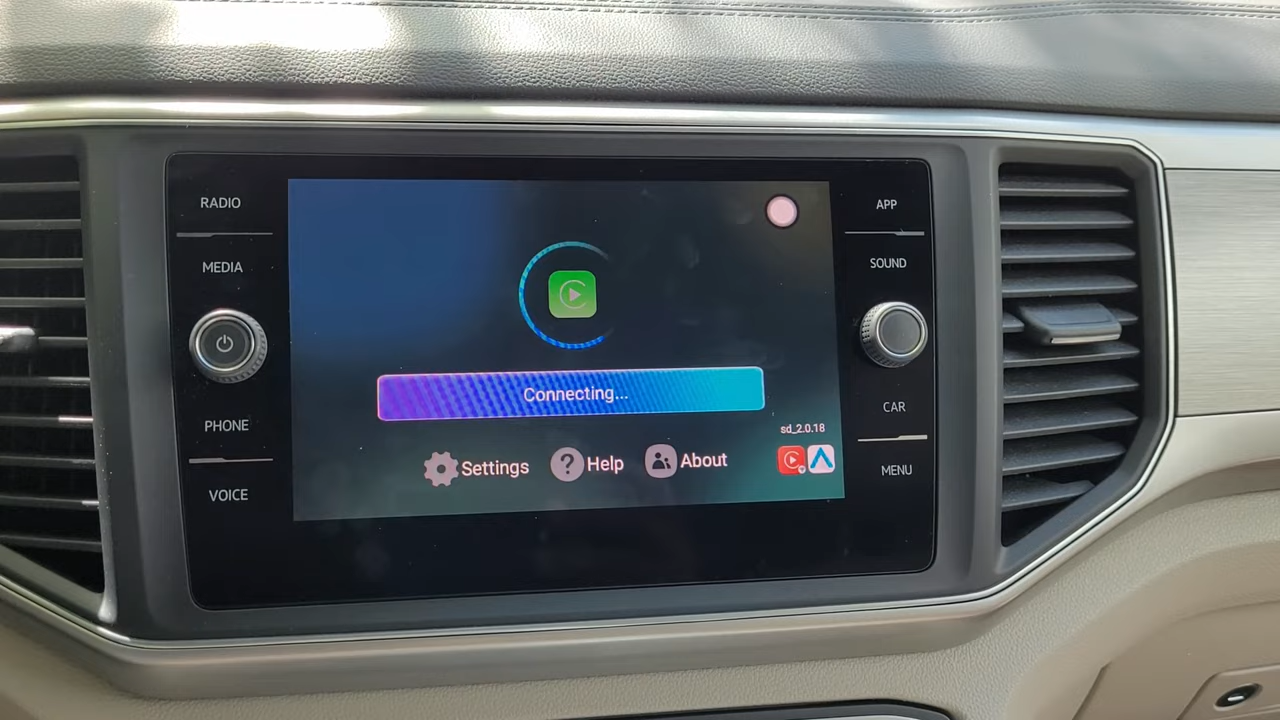 RADIO
MEDIA
PHONE
VOICE
Connecting...
Settings
Help
About
sd_2.0.18
APP
SOUND
CAR
MENU